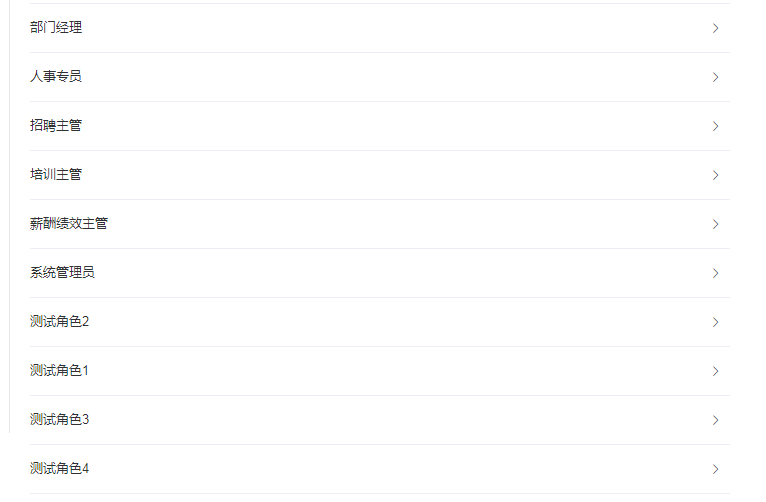 部门经理
人事专员
招聘主管
培训主管
薪酬绩效主管
系统管理员
测试角色2
测试角色1
测试角色3
测试角色4